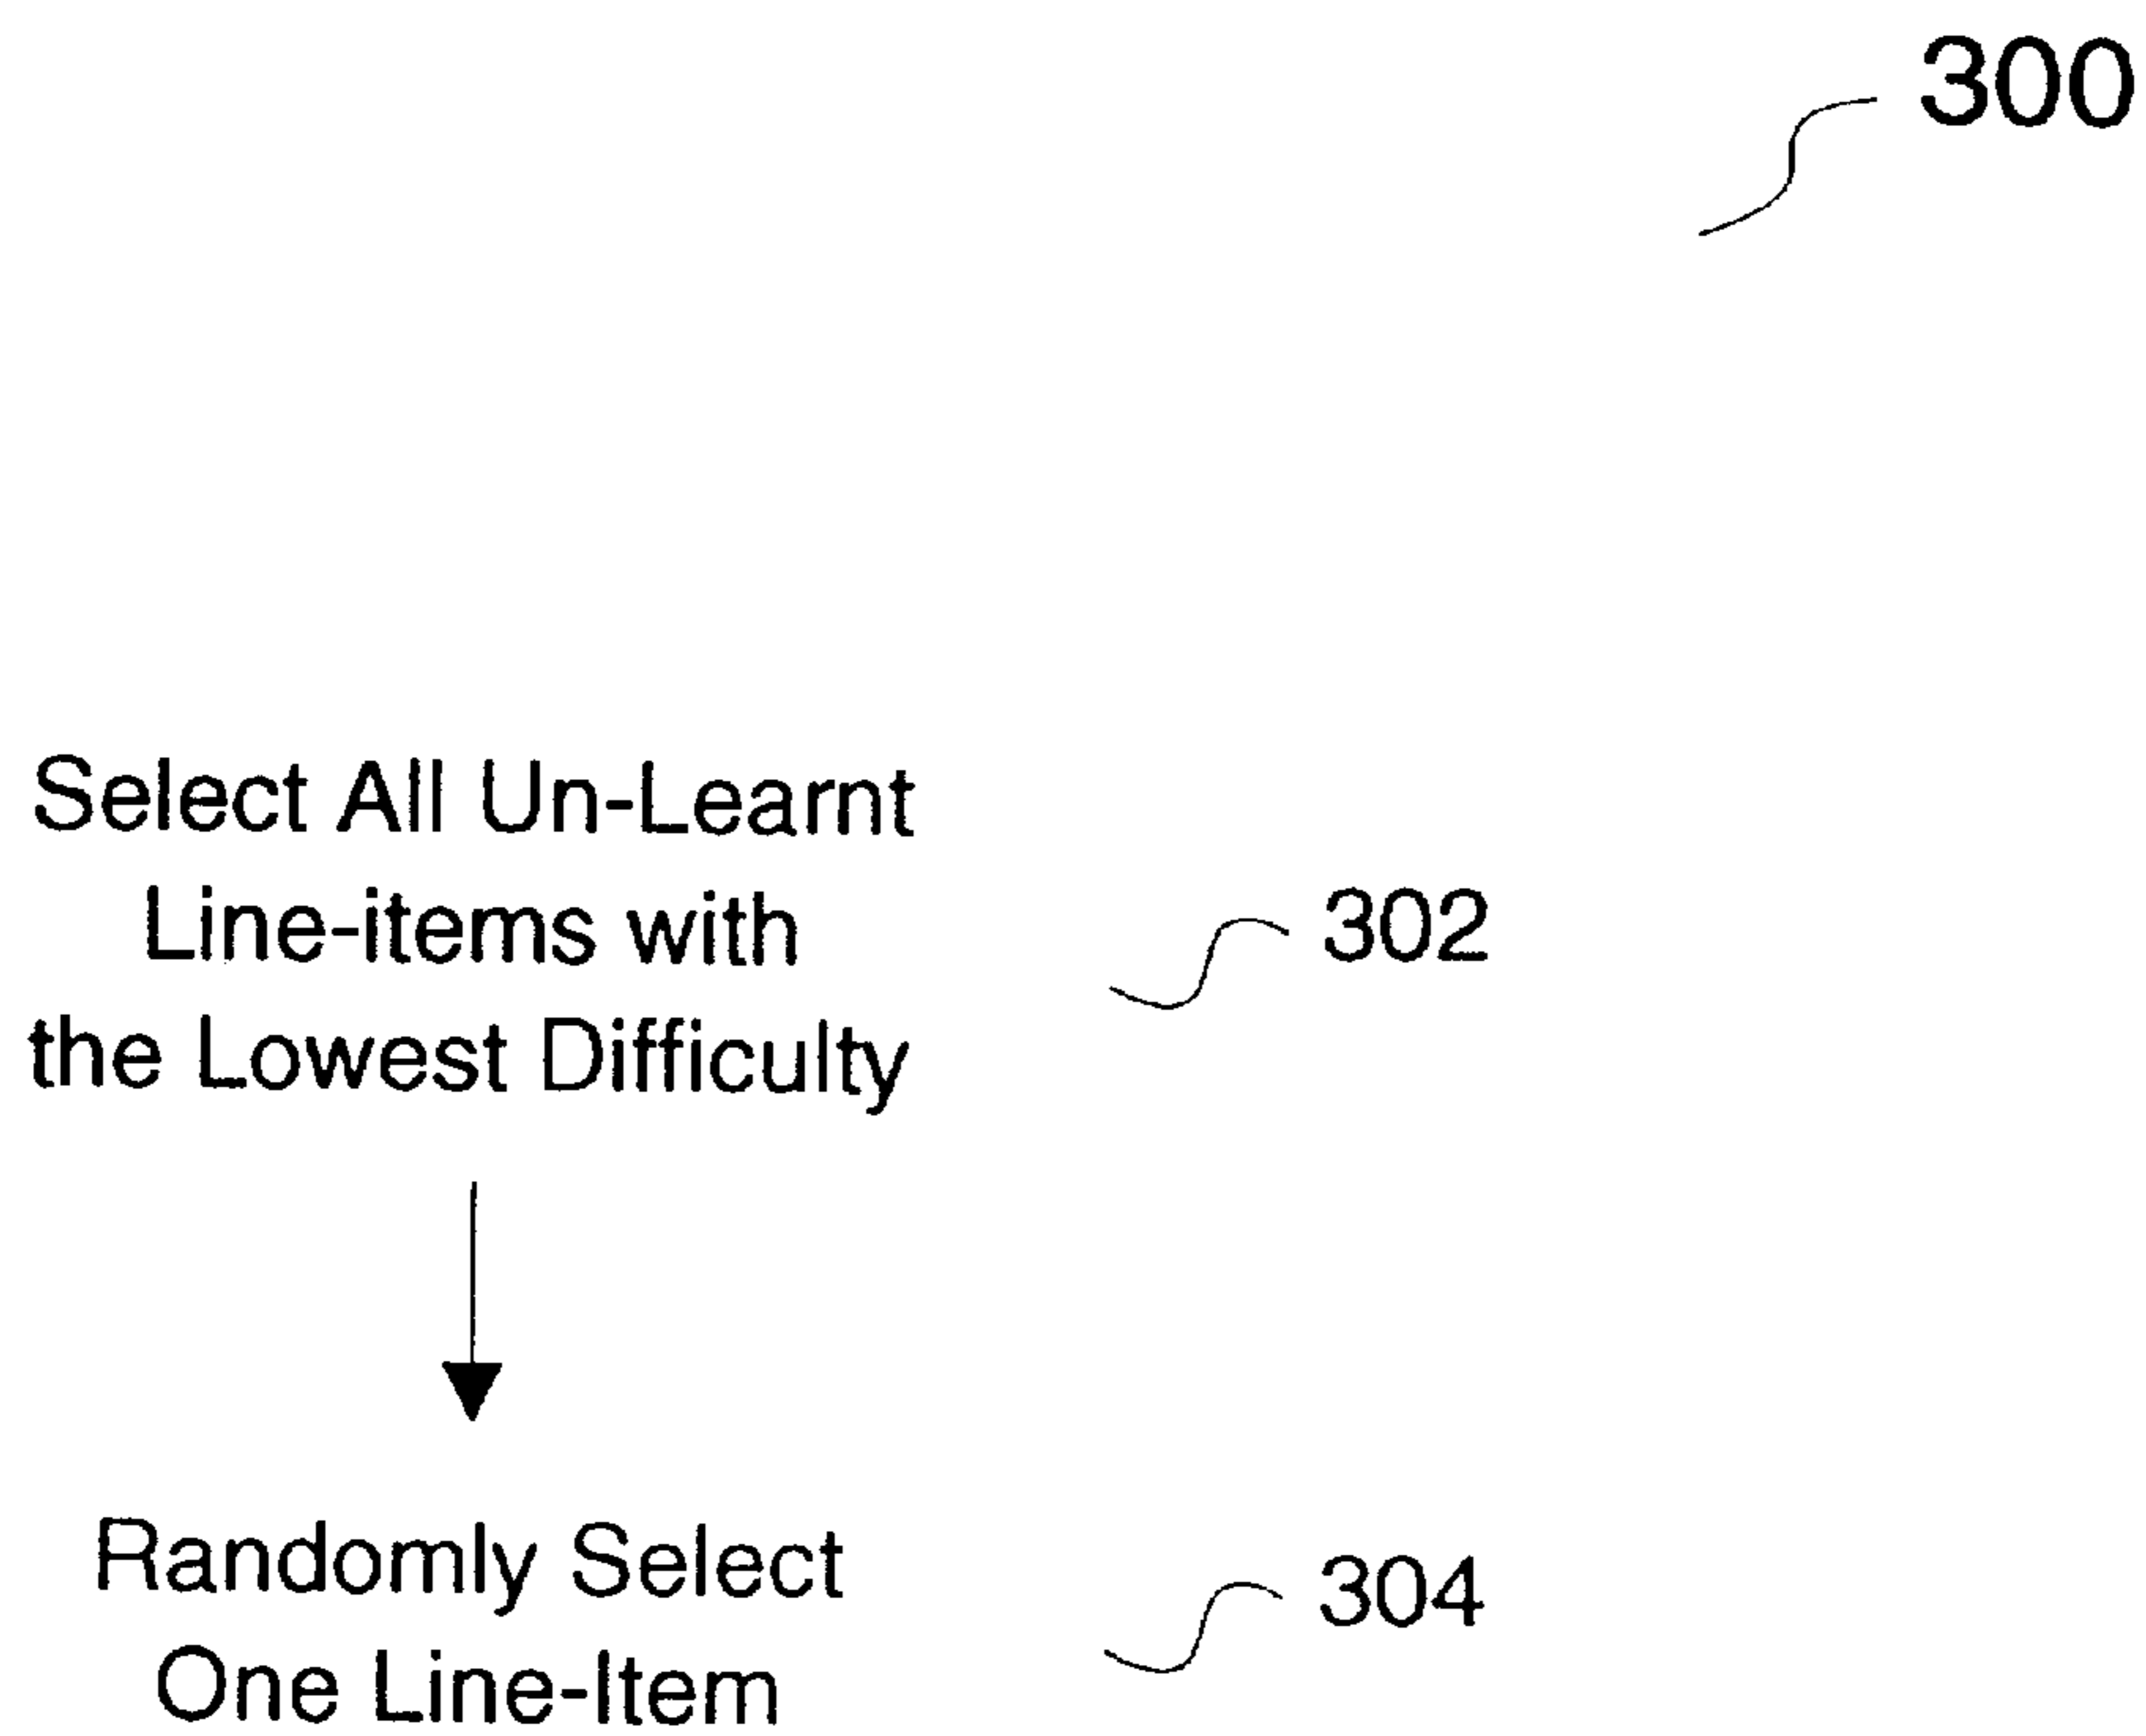 300
Select All Un-Learnt
Line-items with
302
the Lowest Difficulty
Randomly Select
304
One Line-Item